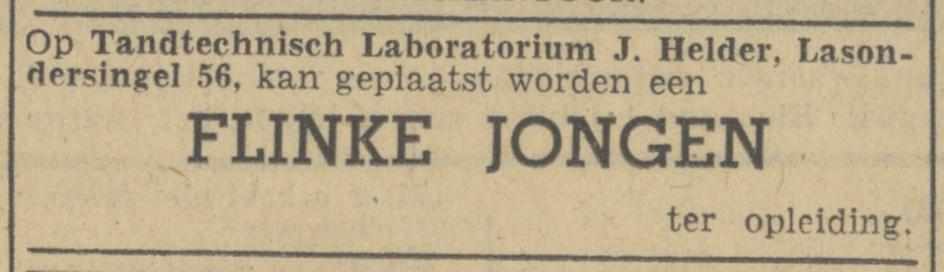 Op Tandtechnisch Laboratorium J. Helder, Lason-
dersingel 56, kan geplaatst worden een
FLINKE JONGEN
ter opleiding.